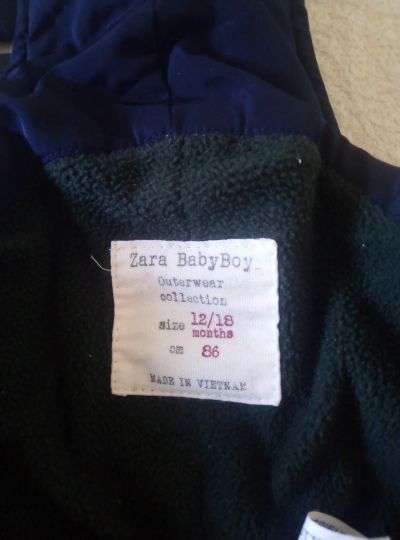 Zara BabyBoy
Outerwear
collection
size 12/18
months
cm 86
MADE IN VIETNAM